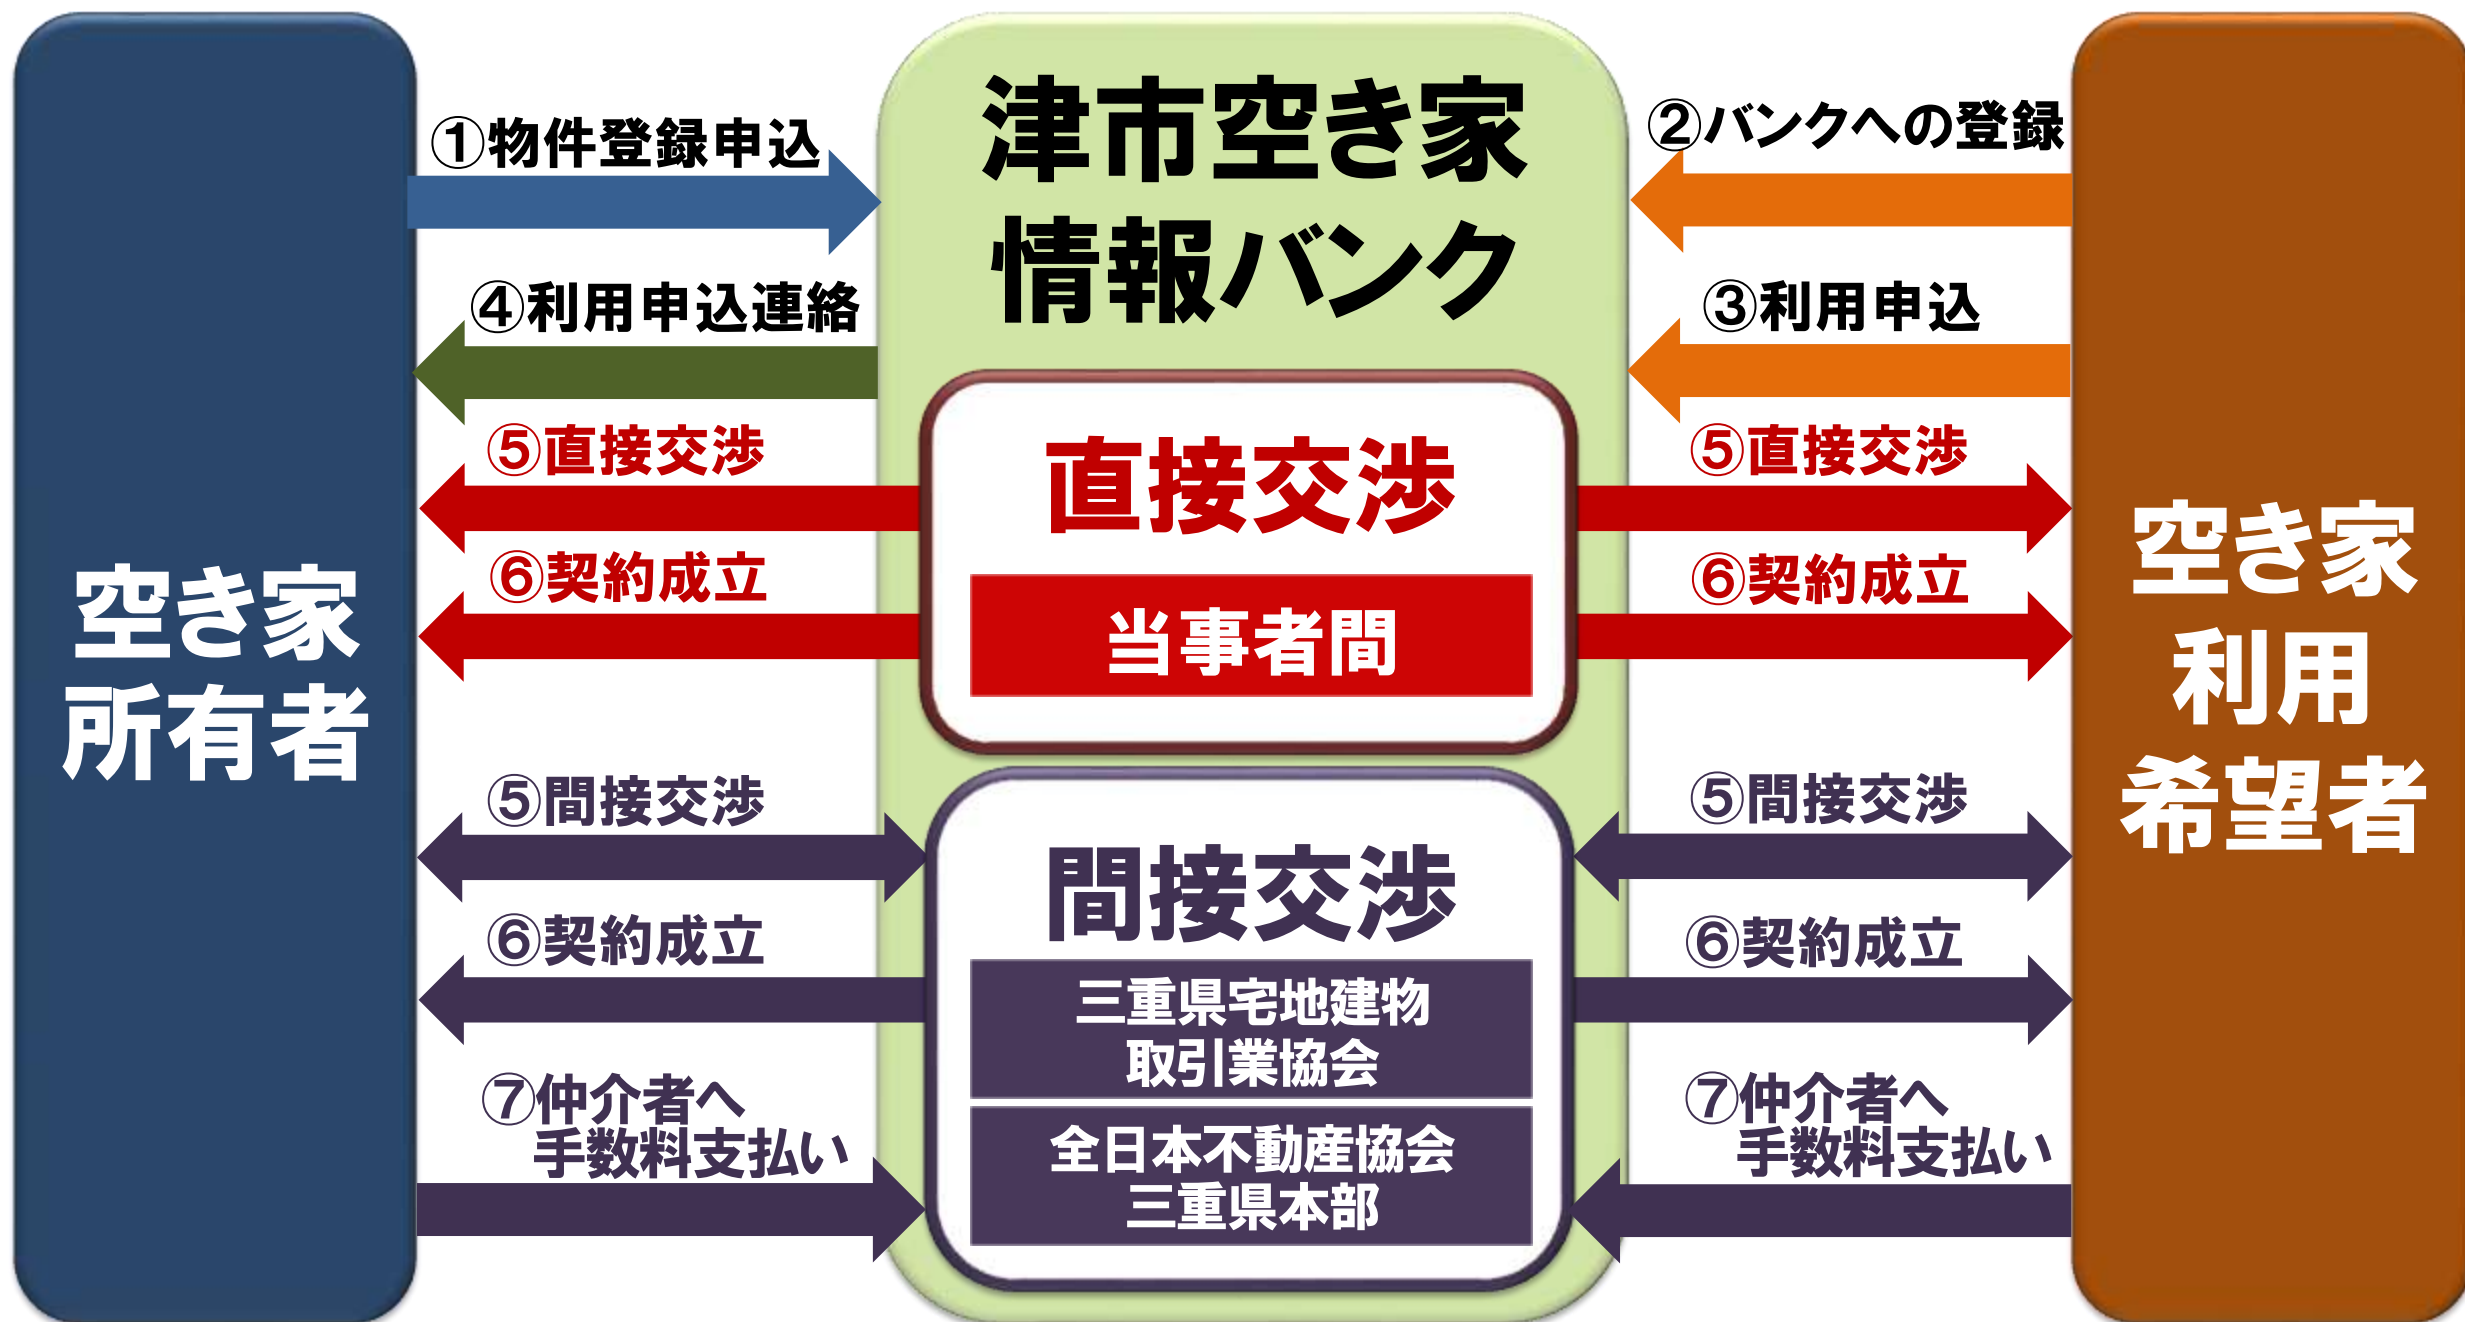 空き家
所有者
①物件登録申込
④利用申込連絡
⑤直接交渉
⑥契約成立
⑤間接交渉
⑥契約成立
⑦仲介者へ
手数料支払い
津市空き家
情報バンク
直接交渉
当事者間
間接交渉
三重県宅地建物
取引業協会
全日本不動産協会
三重県本部
②バンクへの登録
③利用申込
⑤直接交渉
⑥契約成立
⑤間接交渉
⑥契約成立
⑦仲介者へ
手数料支払い
空き家
利用
希望者